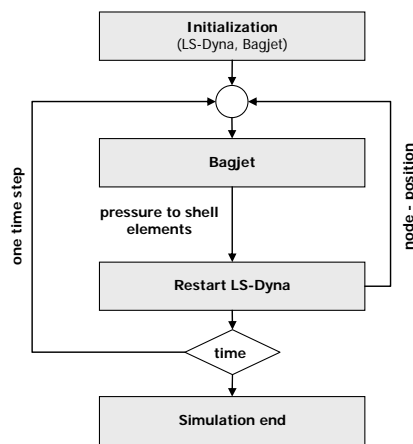 Initialization
(LS-Dyna, Bagjet)
Bagjet
one time step
node - position
pressure to shell
elements
Restart LS-Dyna
time
Simulation end